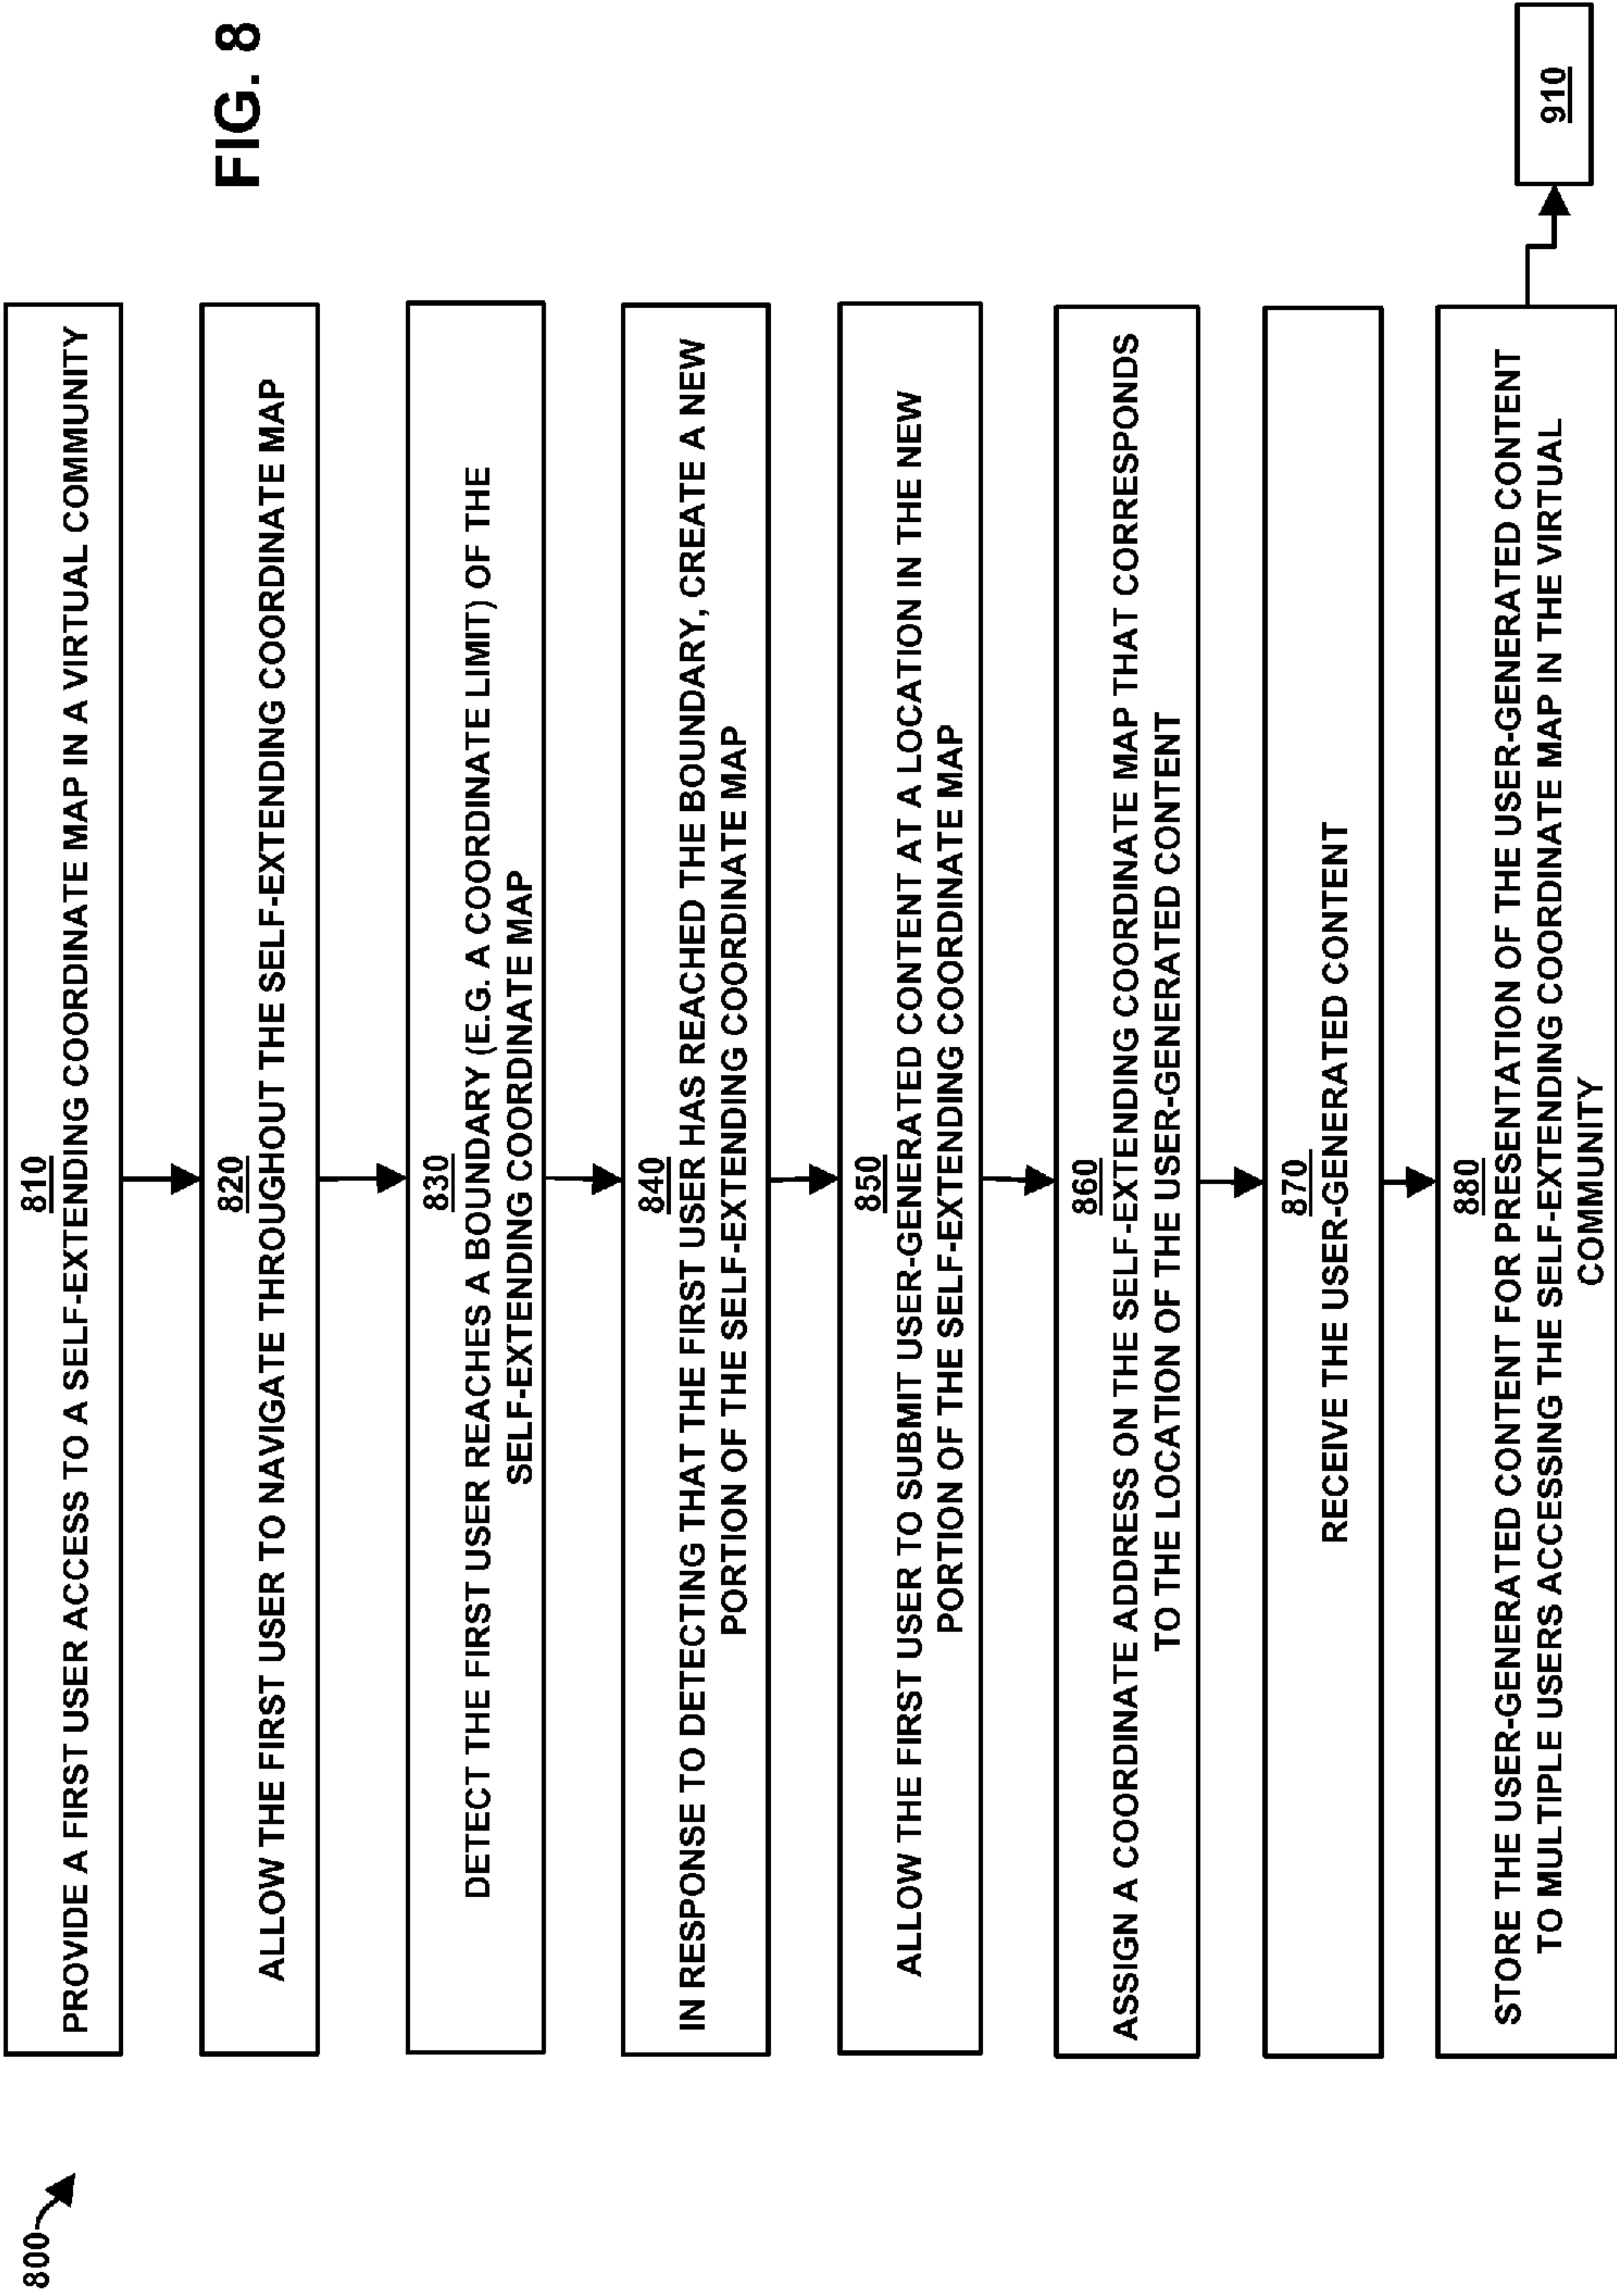 800
810
PROVIDE A FIRST USER ACCESS TO A SELF-EXTENDING COORDINATE MAP IN A VIRTUAL COMMUNITY
820
ALLOW THE FIRST USER TO NAVIGATE THROUGHOUT THE SELF-EXTENDING COORDINATE MAP
830
DETECT THE FIRST USER REACHES A BOUNDARY (E.G. A COORDINATE LIMIT) OF THE
SELF-EXTENDING COORDINATE MAP
840
IN RESPONSE TO DETECTING THAT THE FIRST USER HAS REACHED THE BOUNDARY, CREATE A NEW
PORTION OF THE SELF-EXTENDING COORDINATE MAP
850
ALLOW THE FIRST USER TO SUBMIT USER-GENERATED CONTENT AT A LOCATION IN THE NEW
PORTION OF THE SELF-EXTENDING COORDINATE MAP
860
ASSIGN A COORDINATE ADDRESS ON THE SELF-EXTENDING COORDINATE MAP THAT CORRESPONDS
TO THE LOCATION OF THE USER-GENERATED CONTENT
870
RECEIVE THE USER-GENERATED CONTENT
880
STORE THE USER-GENERATED CONTENT FOR PRESENTATION OF THE USER-GENERATED CONTENT
TO MULTIPLE USERS ACCESSING THE SELF-EXTENDING COORDINATE MAP IN THE VIRTUAL
COMMUNITY
910
FIG. 8